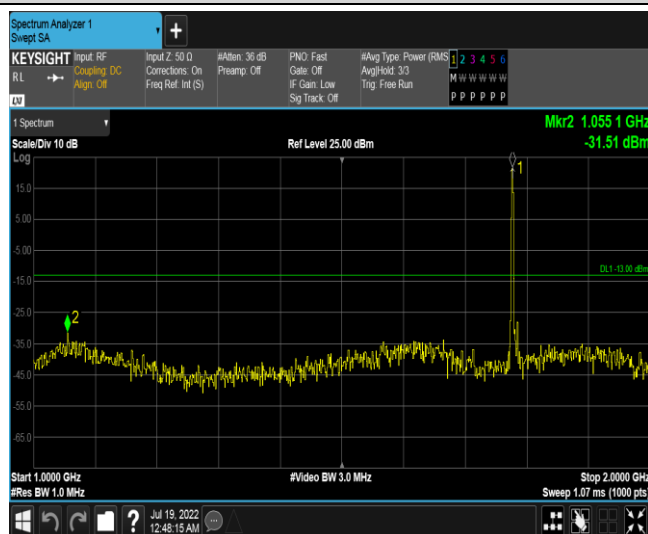 Spectrum Analyzer 1
Swept SA
KEYSIGHT
RL
LXI
Input: RF
Coupling: DC
Align: Off
Input Z: 50 Ω
Corrections: On
Freq Ref: Int (S)
#Atten: 36 dB
Preamp: Off
PNO: Fast
Gate: Off
IF Gain: Low
Sig Track: Off
#Avg Type: Power (RMS
Avg|Hold: 3/3
Trig: Free Run
1 2 3 4 5 6
M W W W W W
P P P P P P
1 Spectrum
Mkr2 1.055 1 GHz
-31.51 dBm
Scale/Div 10 dB
Ref Level 25.00 dBm
Log
15.0
5.00
-5.00
-15.0
-25.0
-35.0
-45.0
-55.0
-65.0
1
2
DL1 -13.00 dBm
Start 1.0000 GHz
#Video BW 3.0 MHz
Stop 2.0000 GHz
#Res BW 1.0 MHz
Sweep 1.07 ms (1000 pts)
?
Jul 19, 2022
12:48:15 AM